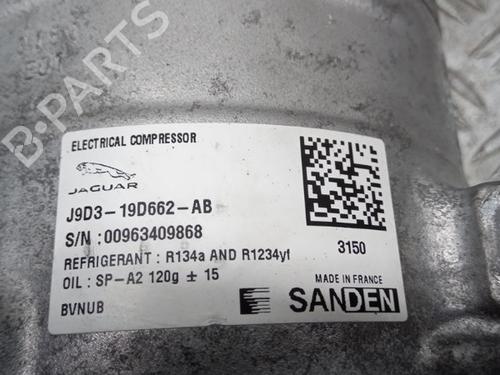 B-PARTS
ELECTRICAL COMPRESSOR
JAGUAR
J9D3-19D662-AB
S/N :00963409868
REFRIGERANT : R134a AND R1234yf
OIL : SP-A2 120g ± 15
BVNUB
3150
MADE IN FRANCE
SANDEN